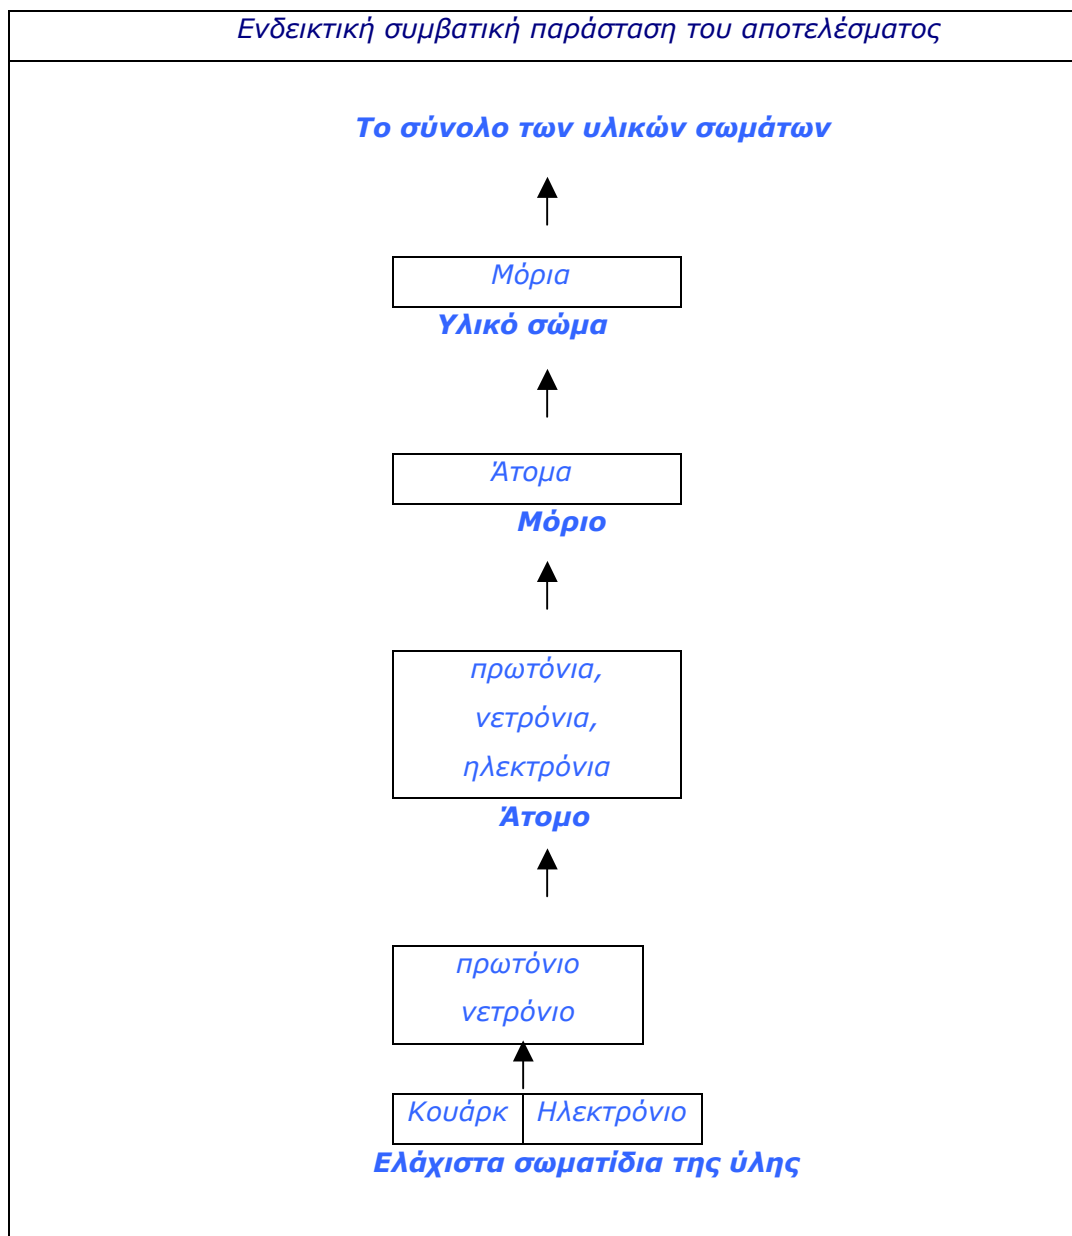 Ενδεικτική συμβατική παράσταση του αποτελέσματος
Το σύνολο των υλικών σωμάτων
Μόρια
Υλικό σώμα
Άτομα
Μόριο
πρωτόνια,
νετρόνια,
ηλεκτρόνια
Άτομο
πρωτόνιο
νετρόνιο
Κουάρκ Ηλεκτρόνιο
Ελάχιστα σωματίδια της ύλης